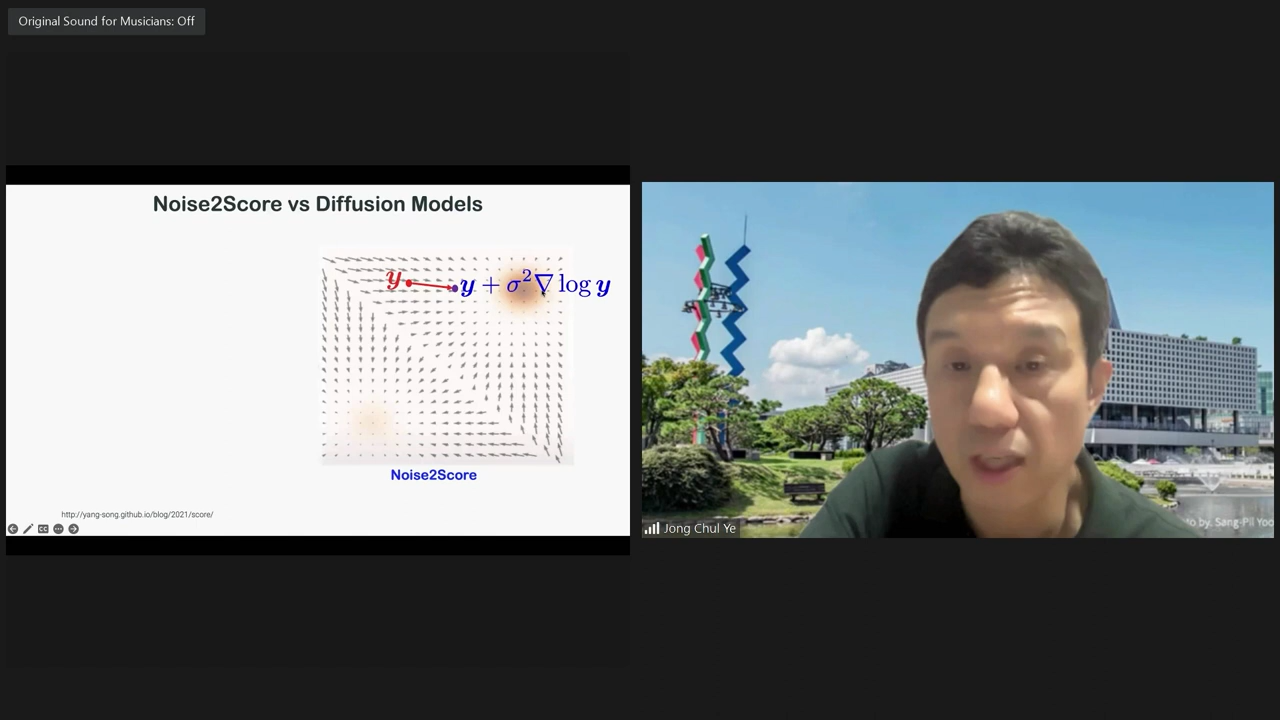 Original Sound for Musicians: Off
Noise2Score vs Diffusion Models
y
y + σ²∇ log y
Noise2Score
http://yang-song.github.io/blog/2021/score/
CC
Jong Chul Ye
to by. Sang-Pil Yoo